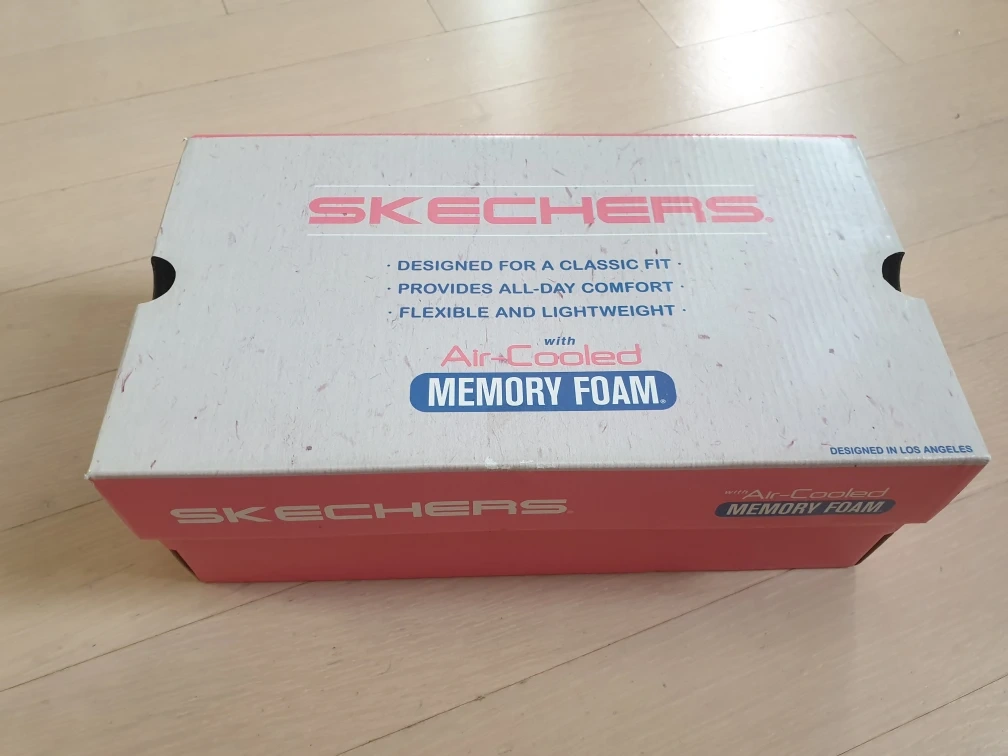 SKECHERS
· DESIGNED FOR A CLASSIC FIT ·
· PROVIDES ALL-DAY COMFORT ·
· FLEXIBLE AND LIGHTWEIGHT ·
with
Air-Cooled
MEMORY FOAM®
DESIGNED IN LOS ANGELES
SKECHERS
with Air-Cooled
MEMORY FOAM